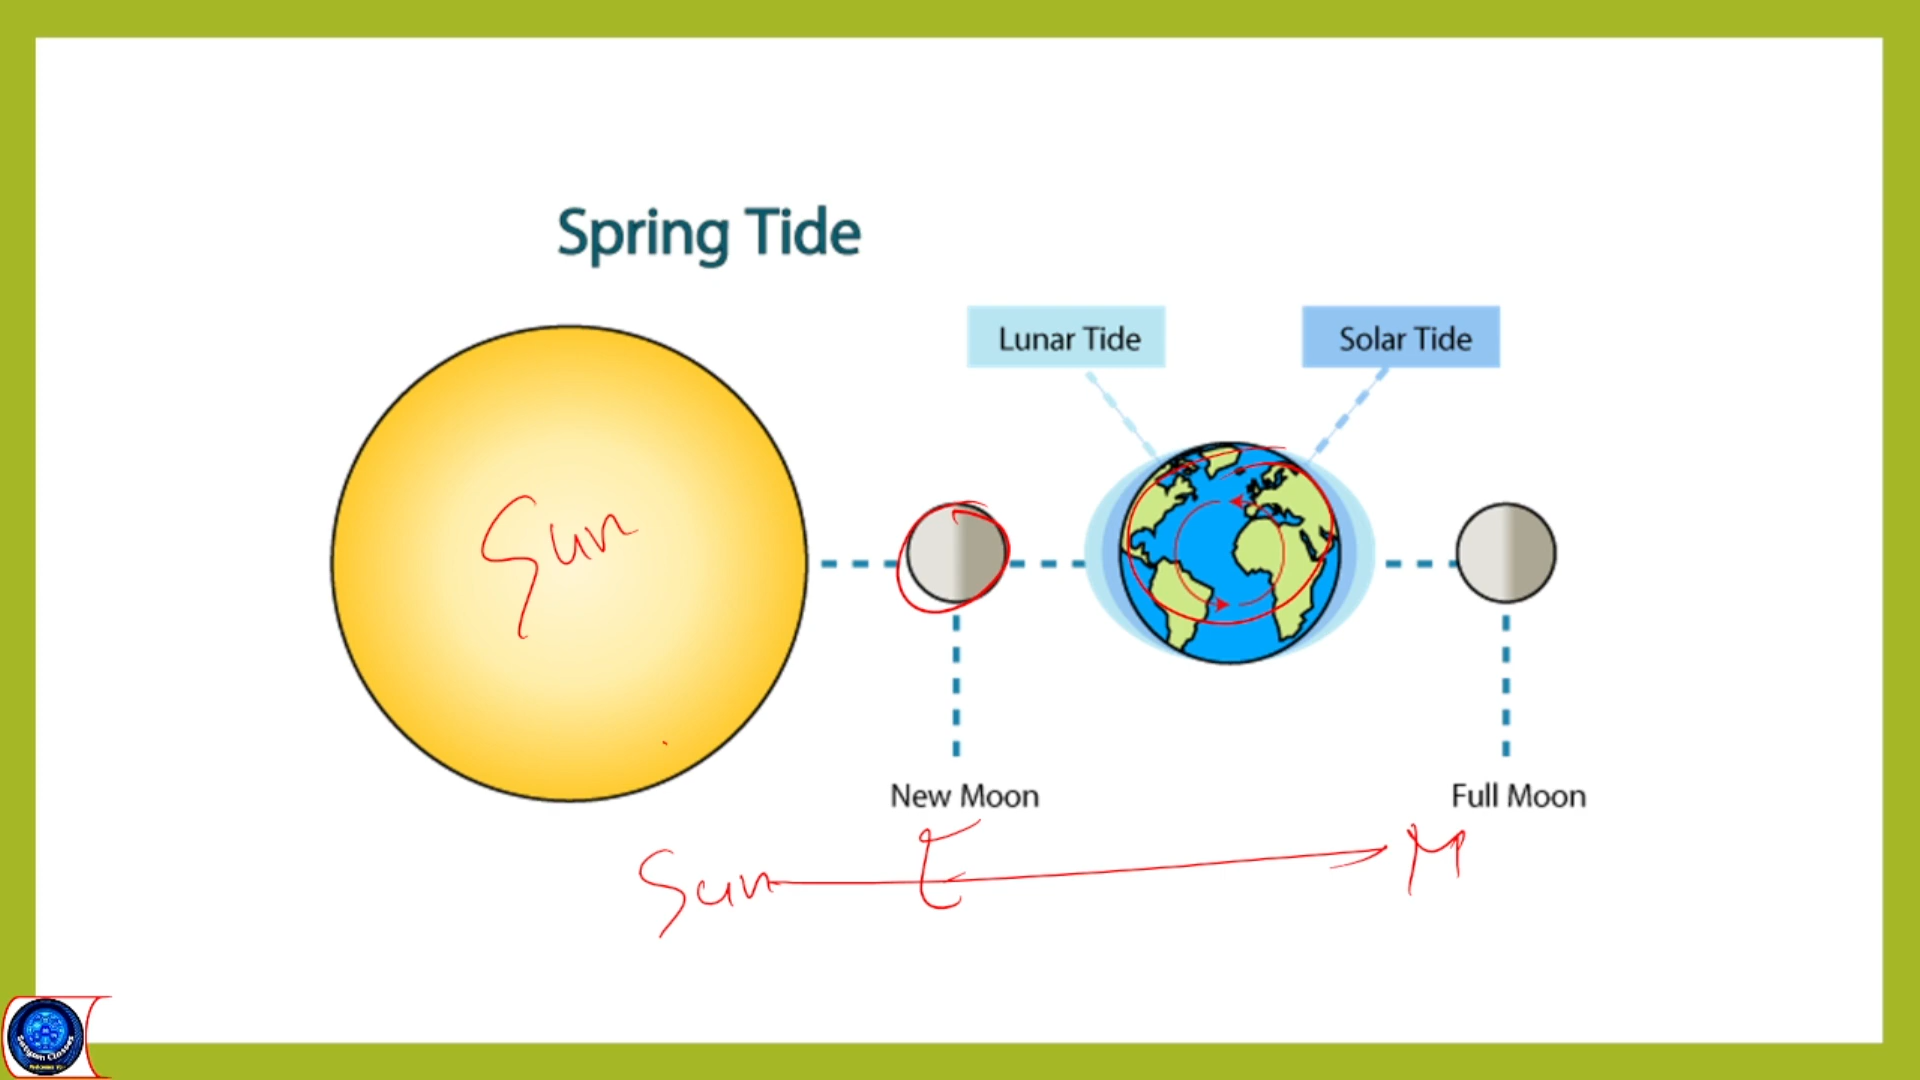 Spring Tide
Lunar Tide
Solar Tide
Sun
New Moon
Full Moon
Sun E M